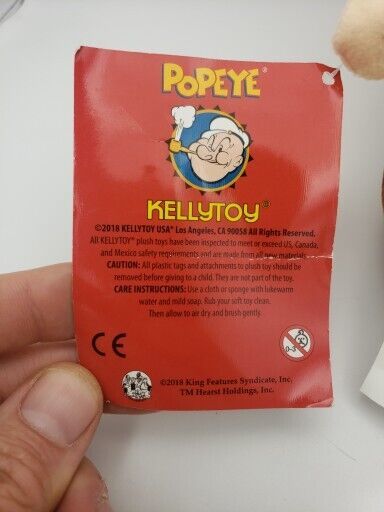 POPEYE®
KELLYTOY®
©2018 KELLYTOY USA® Los Angeles, CA 90058 All Rights Reserved.
All KELLYTOY® plush toys have been inspected to meet or exceed US, Canada,
and Mexico safety requirements and are made from all new materials.
CAUTION: All plastic tags and attachments to plush toy should be
removed before giving to a child. They are not part of the toy.
CARE INSTRUCTIONS: Use a cloth or sponge with lukewarm
water and mild soap. Rub your soft toy clean.
Then allow to air dry and brush gently.
CE
0-3
©2018 King Features Syndicate, Inc.
TM Hearst Holdings, Inc.